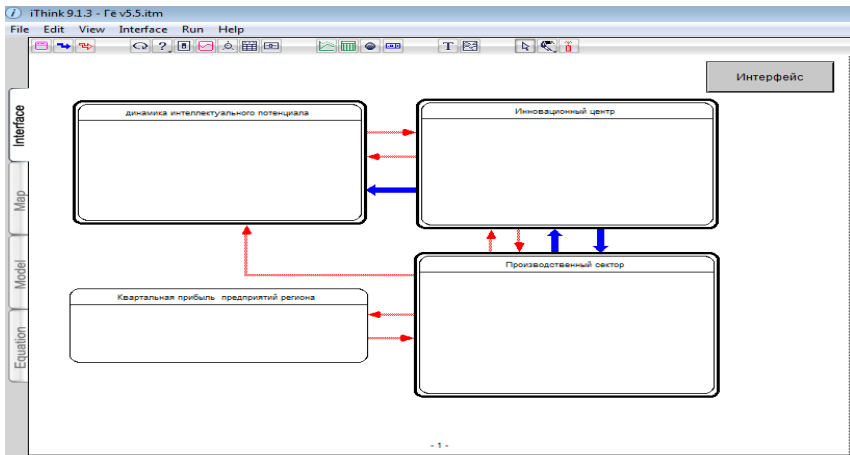 iThink 9.1.3 - Гё v5.5.itm
File Edit View Interface Run Help
Интерфейс
Interface
Map
Model
Equation
динамика интеллектуального потенциала
Инновационный центр
Производственный сектор
Квартальная прибыль предприятий региона
- 1 -